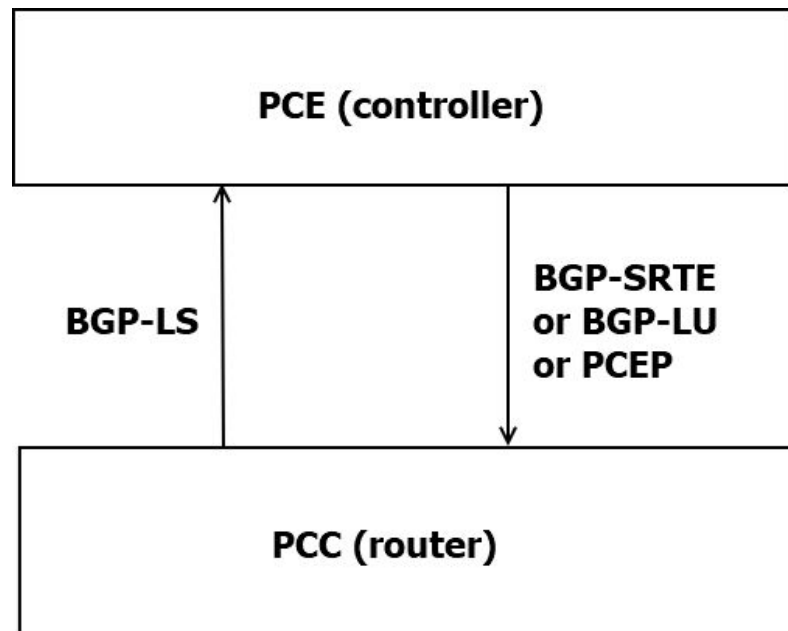 PCE (controller)
BGP-LS
BGP-SRTE
or BGP-LU
or PCEP
PCC (router)